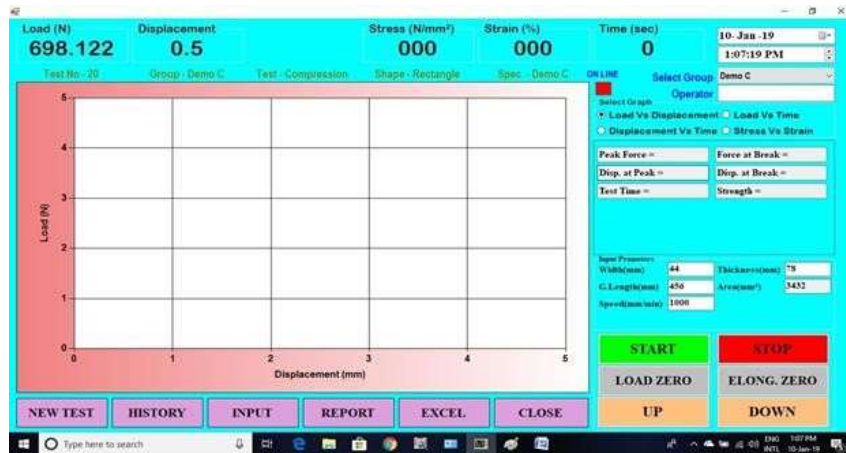 Load (N) Displacement Stress (N/mm²) Strain (%) Time (sec)
698.122 0.5 000 000 0
10- Jan -19
1:07:19 PM
Test No - 20 Group - Demo C Test - Compression Shape - Rectangle Spec. - Demo C
ON LINE
Select Group Demo C
Operator
Select Graph
Load Vs Displacement Load Vs Time
Displacement Vs Time Stress Vs Strain
Peak Force = Force at Break =
Disp. at Peak = Disp. at Break =
Test Time = Strength =
Width(mm) 44 Thickness(mm) 78
G.Length(mm) 456 Area(mm²) 3432
Speed(mm/min) 1000
5
4
3
2
1
0
Load (N)
0 1 2 3 4 5
Displacement (mm)
START STOP
LOAD ZERO ELONG. ZERO
UP DOWN
NEW TEST HISTORY INPUT REPORT EXCEL CLOSE
Type here to search
ENG 1:07 PM
INTL 10-Jan-19